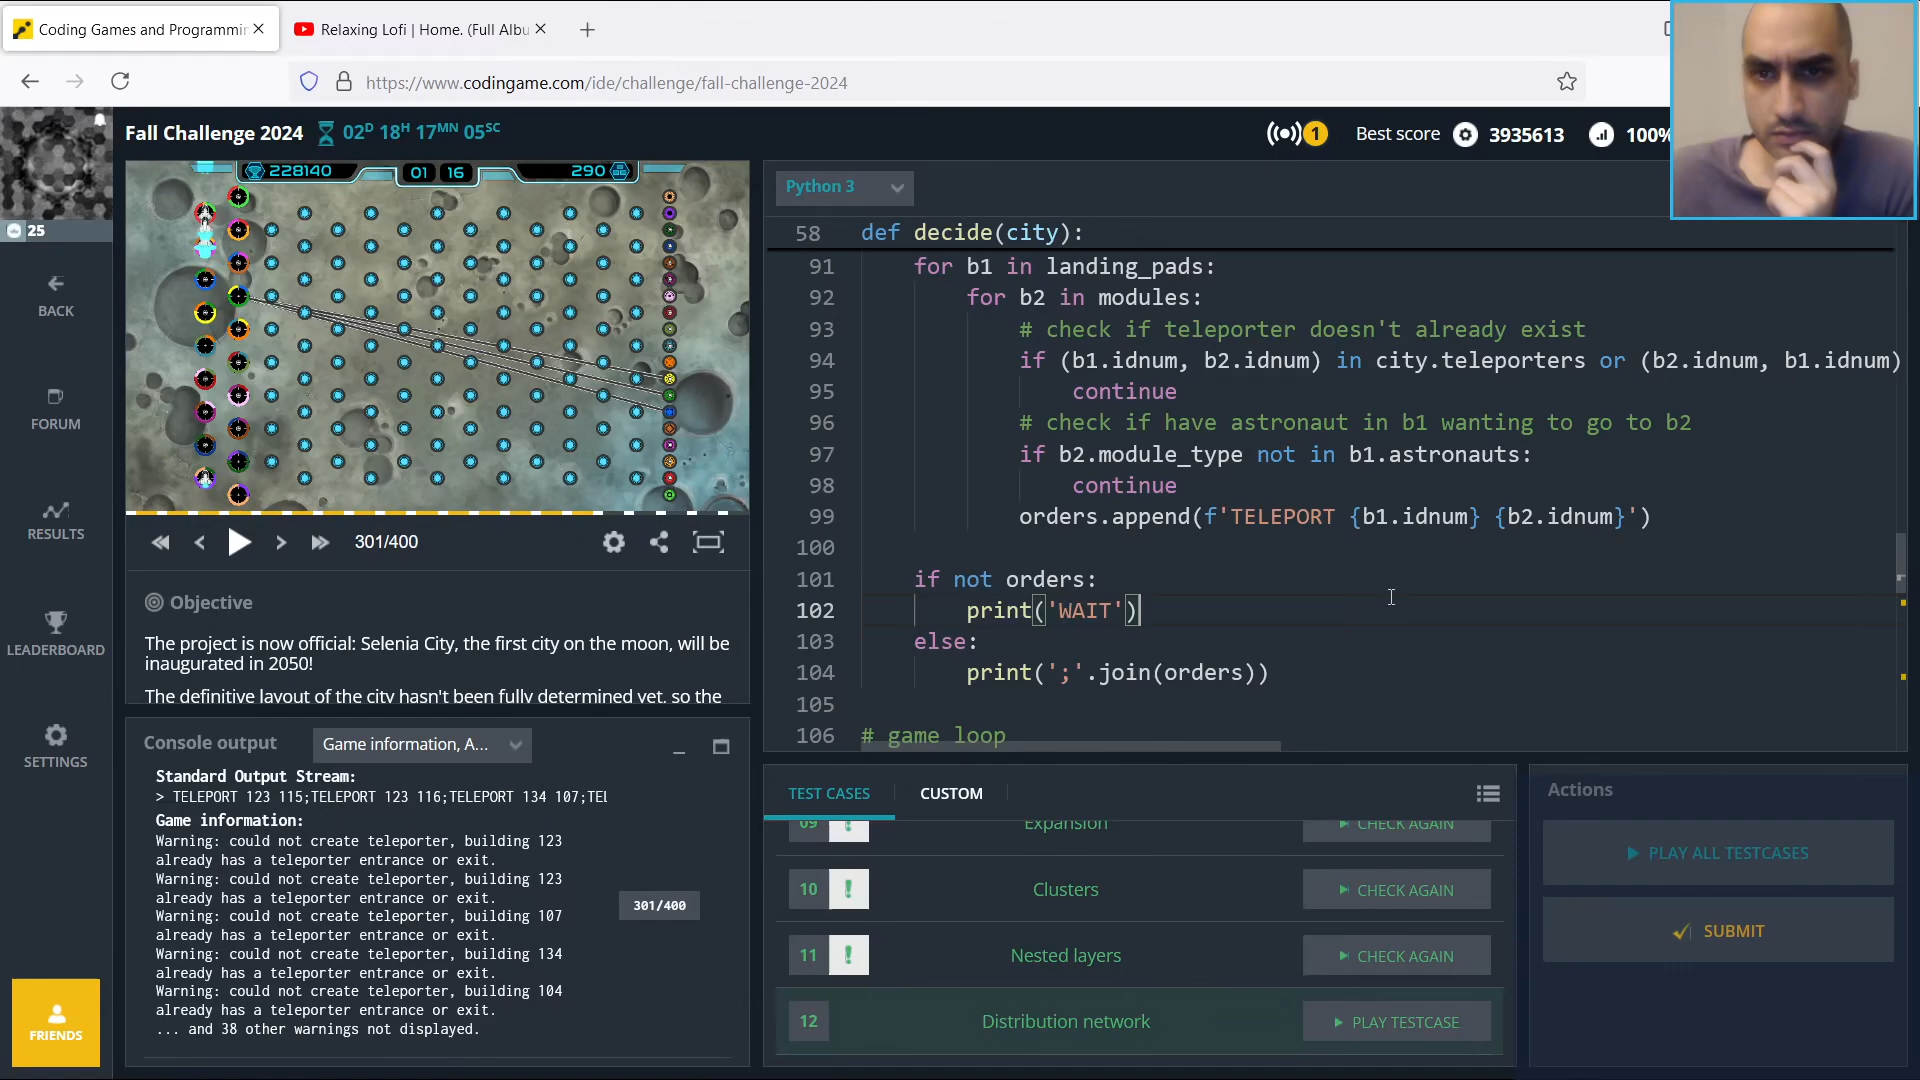 Coding Games and Programmin
Relaxing Lofi | Home. (Full Albu
https://www.codingame.com/ide/challenge/fall-challenge-2024
Fall Challenge 2024
02D 18H 17MN 05SC
1
Best score
3935613
100%
228140
01
16
290
25
BACK
FORUM
RESULTS
LEADERBOARD
SETTINGS
FRIENDS
301/400
Objective
The project is now official: Selenia City, the first city on the moon, will be
inaugurated in 2050!
The definitive layout of the city hasn't been fully determined yet, so the
Console output
Game information, A...
Standard Output Stream:
> TELEPORT 123 115;TELEPORT 123 116;TELEPORT 134 107;TEL
Game information:
Warning: could not create teleporter, building 123
already has a teleporter entrance or exit.
Warning: could not create teleporter, building 123
already has a teleporter entrance or exit.
Warning: could not create teleporter, building 107
already has a teleporter entrance or exit.
Warning: could not create teleporter, building 134
already has a teleporter entrance or exit.
Warning: could not create teleporter, building 104
already has a teleporter entrance or exit.
... and 38 other warnings not displayed.
301/400
Python 3
58 def decide(city):
91 for b1 in landing_pads:
92 for b2 in modules:
93 # check if teleporter doesn't already exist
94 if (b1.idnum, b2.idnum) in city.teleporters or (b2.idnum, b1.idnum)
95 continue
96 # check if have astronaut in b1 wanting to go to b2
97 if b2.module_type not in b1.astronauts:
98 continue
99 orders.append(f'TELEPORT {b1.idnum} {b2.idnum}')
100
101 if not orders:
102 print('WAIT')
103 else:
104 print(';'.join(orders))
105
106 # game loop
TEST CASES
CUSTOM
09 Expansion CHECK AGAIN
10 Clusters CHECK AGAIN
11 Nested layers CHECK AGAIN
12 Distribution network PLAY TESTCASE
Actions
PLAY ALL TESTCASES
SUBMIT